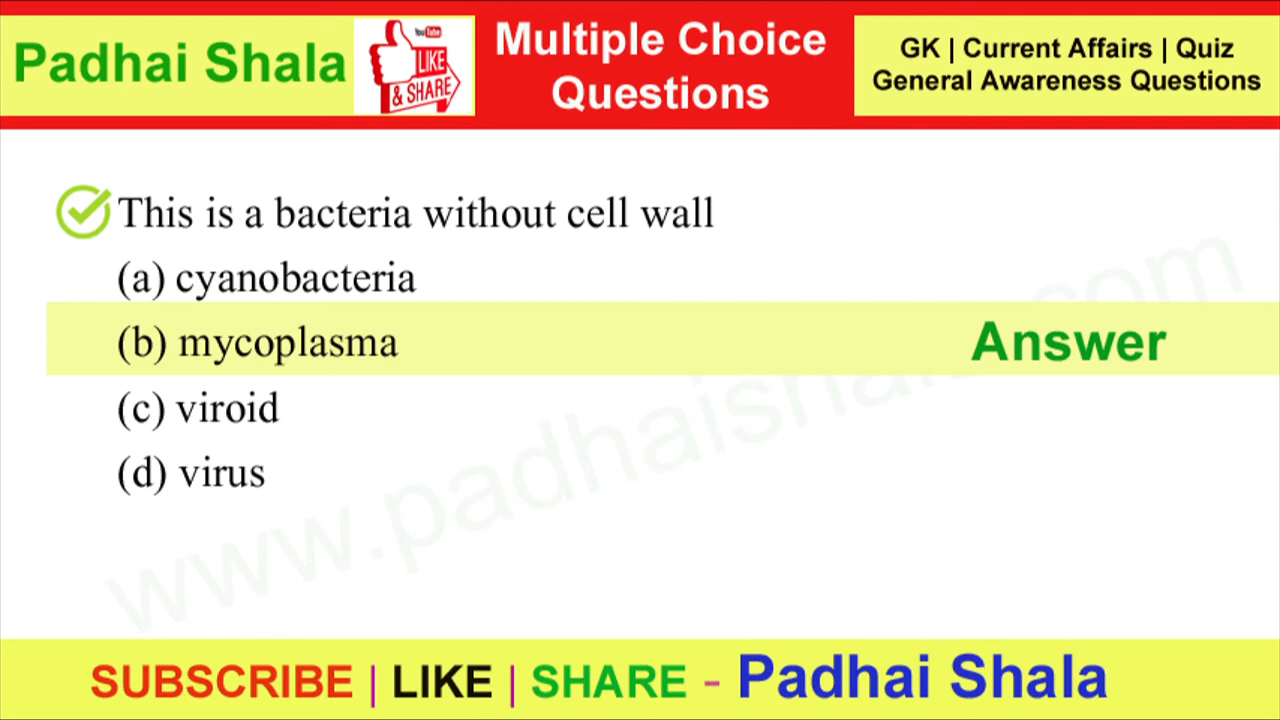 Padhai Shala
YouTube
LIKE
& SHARE
Multiple Choice
Questions
GK | Current Affairs | Quiz
General Awareness Questions
This is a bacteria without cell wall
(a) cyanobacteria
(b) mycoplasma
Answer
(c) viroid
(d) virus
www.padhaishala.com
SUBSCRIBE | LIKE | SHARE - Padhai Shala